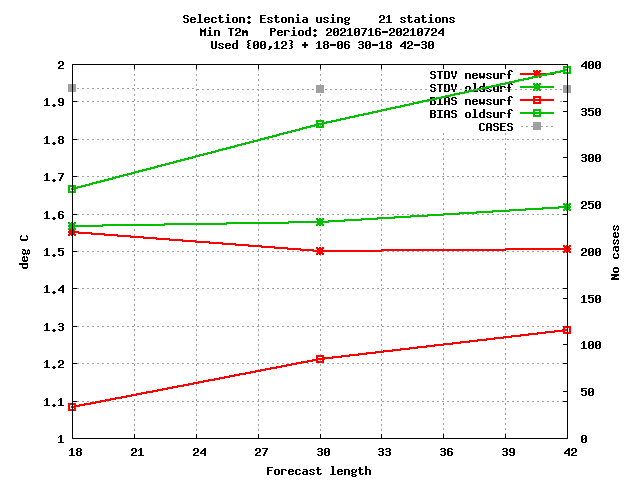 Selection: Estonia using    21 stations
Min T2m   Period: 20210716-20210724
Used {00,12} + 18-06 30-18 42-30
2
1.9
1.8
1.7
1.6
1.5
1.4
1.3
1.2
1.1
1
deg C
STDV newsurf
STDV oldsurf
BIAS newsurf
BIAS oldsurf
CASES
400
350
300
250
200
150
100
50
0
No cases
18 21 24 27 30 33 36 39 42
Forecast length